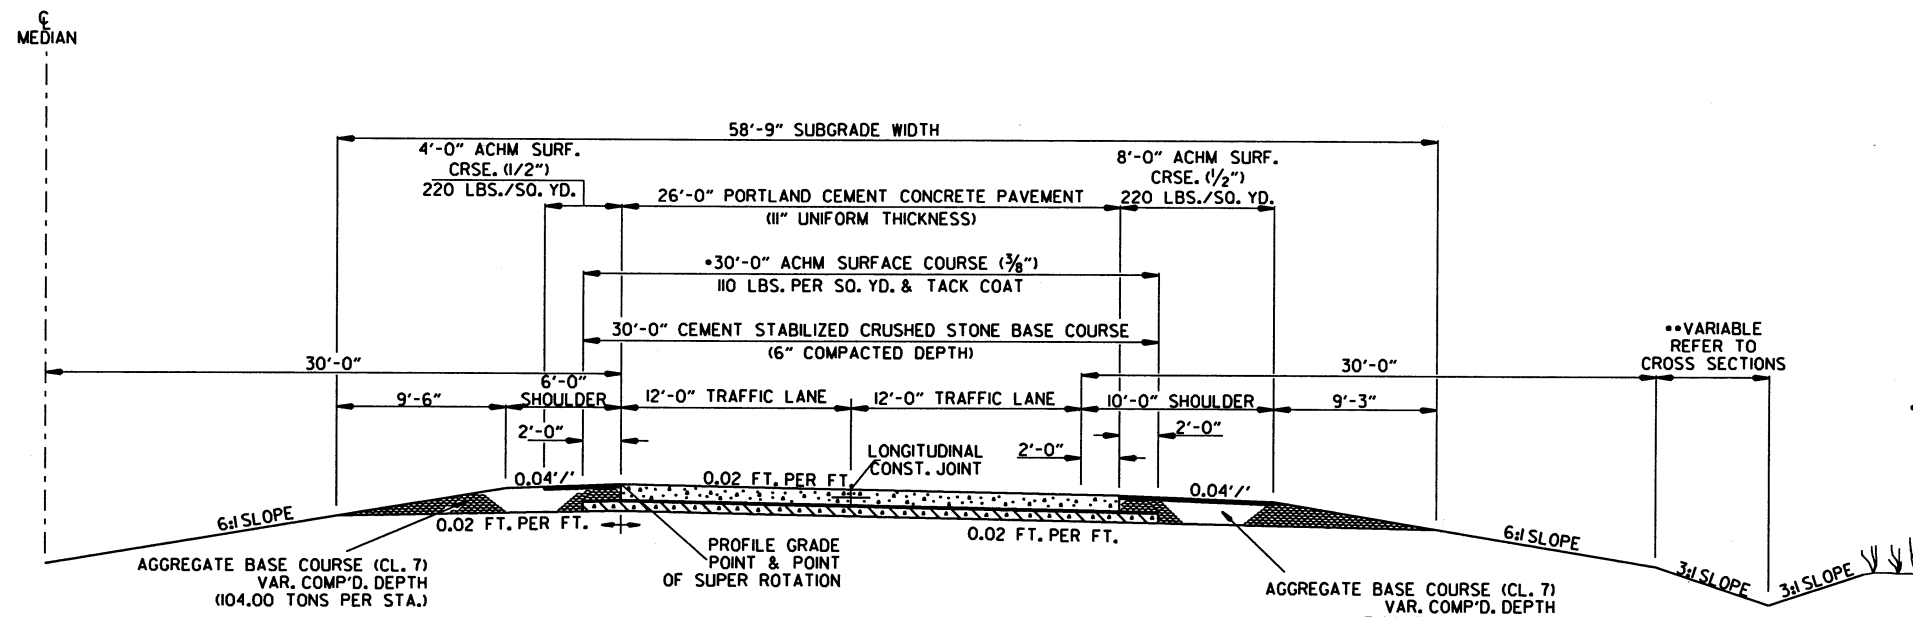 ℄
MEDIAN
58'-9" SUBGRADE WIDTH
4'-0" ACHM SURF.
CRSE. (1/2")
220 LBS./SQ. YD.
8'-0" ACHM SURF.
CRSE. (1/2")
220 LBS./SQ. YD.
26'-0" PORTLAND CEMENT CONCRETE PAVEMENT
(11" UNIFORM THICKNESS)
•30'-0" ACHM SURFACE COURSE (3/8")
110 LBS. PER SQ. YD. & TACK COAT
30'-0" CEMENT STABILIZED CRUSHED STONE BASE COURSE
(6" COMPACTED DEPTH)
••VARIABLE
REFER TO
CROSS SECTIONS
30'-0"
30'-0"
9'-6"
6'-0"
SHOULDER
12'-0" TRAFFIC LANE
12'-0" TRAFFIC LANE
10'-0" SHOULDER
9'-3"
2'-0"
2'-0"
2'-0"
LONGITUDINAL
CONST. JOINT
0.04'/'
0.02 FT. PER FT.
0.04'/'
6:1 SLOPE
0.02 FT. PER FT.
0.02 FT. PER FT.
6:1 SLOPE
3:1 SLOPE
3:1 SLOPE
PROFILE GRADE
POINT & POINT
OF SUPER ROTATION
AGGREGATE BASE COURSE (CL. 7)
VAR. COMP'D. DEPTH
(104.00 TONS PER STA.)
AGGREGATE BASE COURSE (CL. 7)
VAR. COMP'D. DEPTH